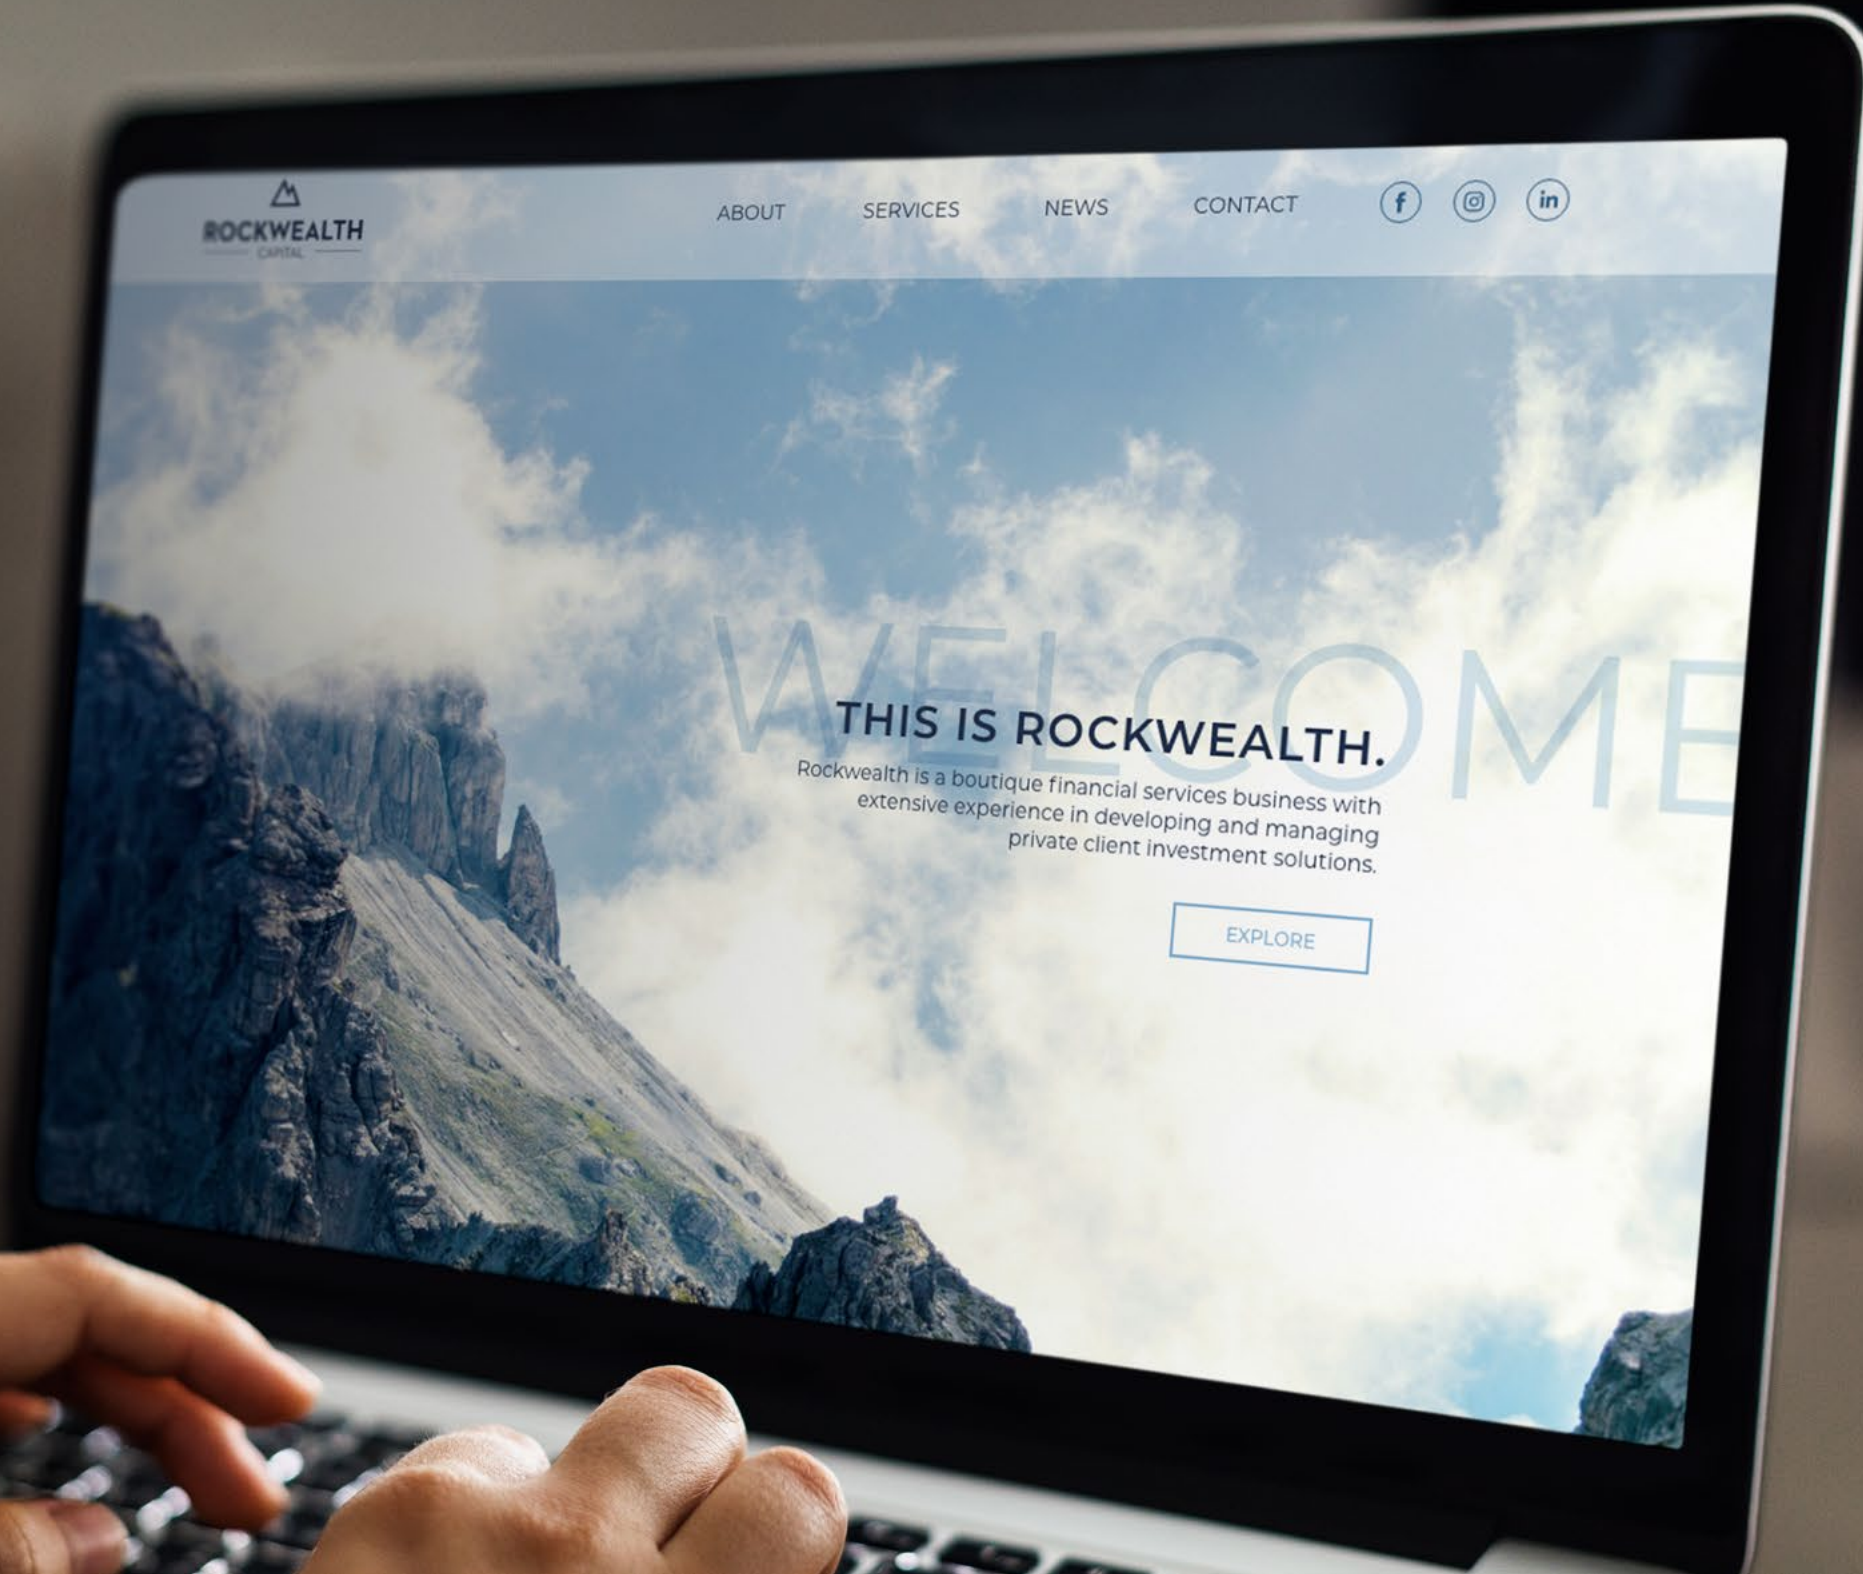 ROCKWEALTH
CAPITAL
ABOUT SERVICES NEWS CONTACT f in
WELCOME
THIS IS ROCKWEALTH.
Rockwealth is a boutique financial services business with
extensive experience in developing and managing
private client investment solutions.
EXPLORE